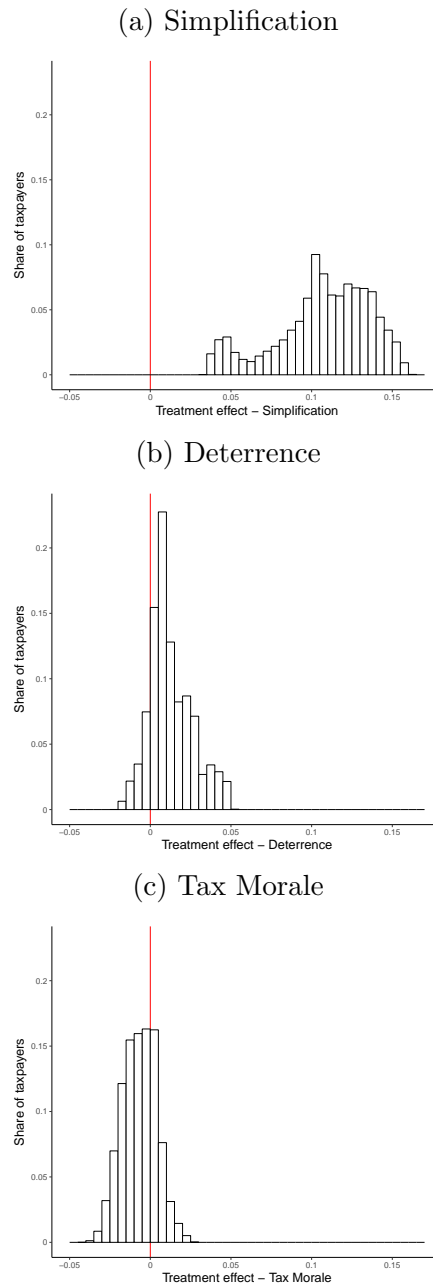 (a) Simplification
Share of taxpayers
0.2
0.15
0.1
0.05
0
−0.05 0 0.05 0.1 0.15
Treatment effect − Simplification
(b) Deterrence
Share of taxpayers
0.2
0.15
0.1
0.05
0
−0.05 0 0.05 0.1 0.15
Treatment effect − Deterrence
(c) Tax Morale
Share of taxpayers
0.2
0.15
0.1
0.05
0
−0.05 0 0.05 0.1 0.15
Treatment effect − Tax Morale